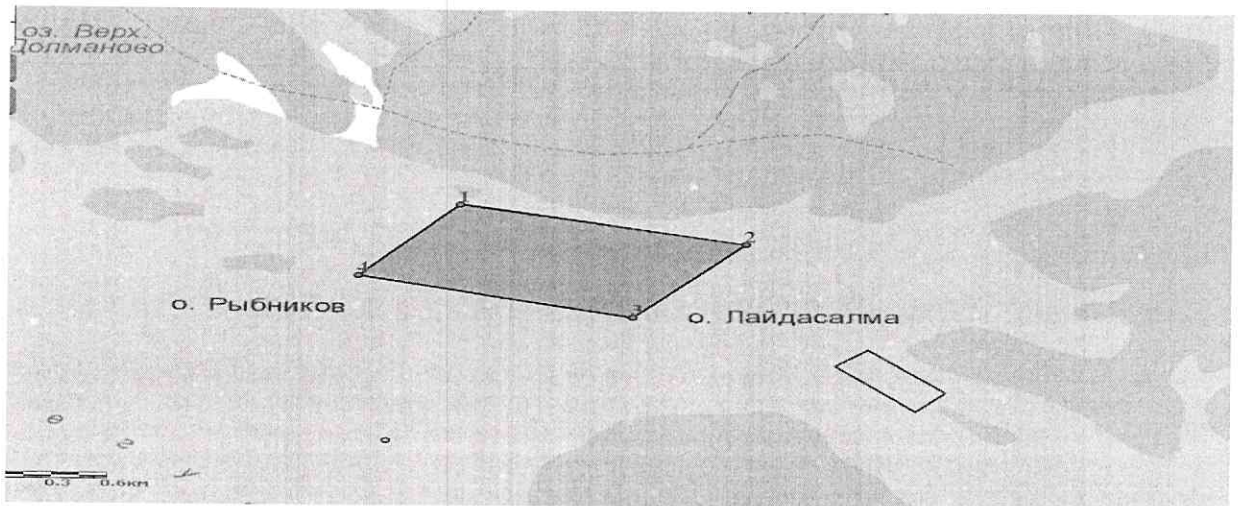 оз. Верх.
Долманово
1
2
4
3
о. Рыбников
о. Лайдасалма
0.3 0.6км